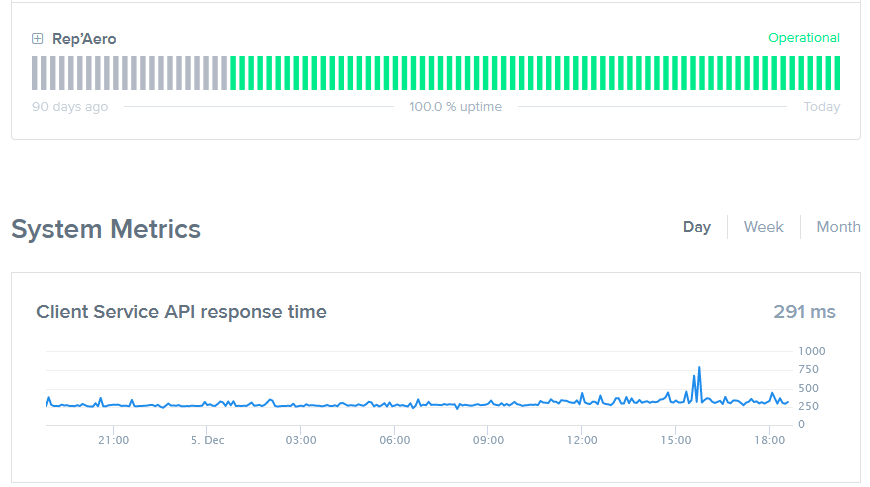 Rep'Aero Operational
90 days ago 100.0 % uptime Today
System Metrics Day Week Month
Client Service API response time 291 ms
1000
750
500
250
0
21:00 5. Dec 03:00 06:00 09:00 12:00 15:00 18:00